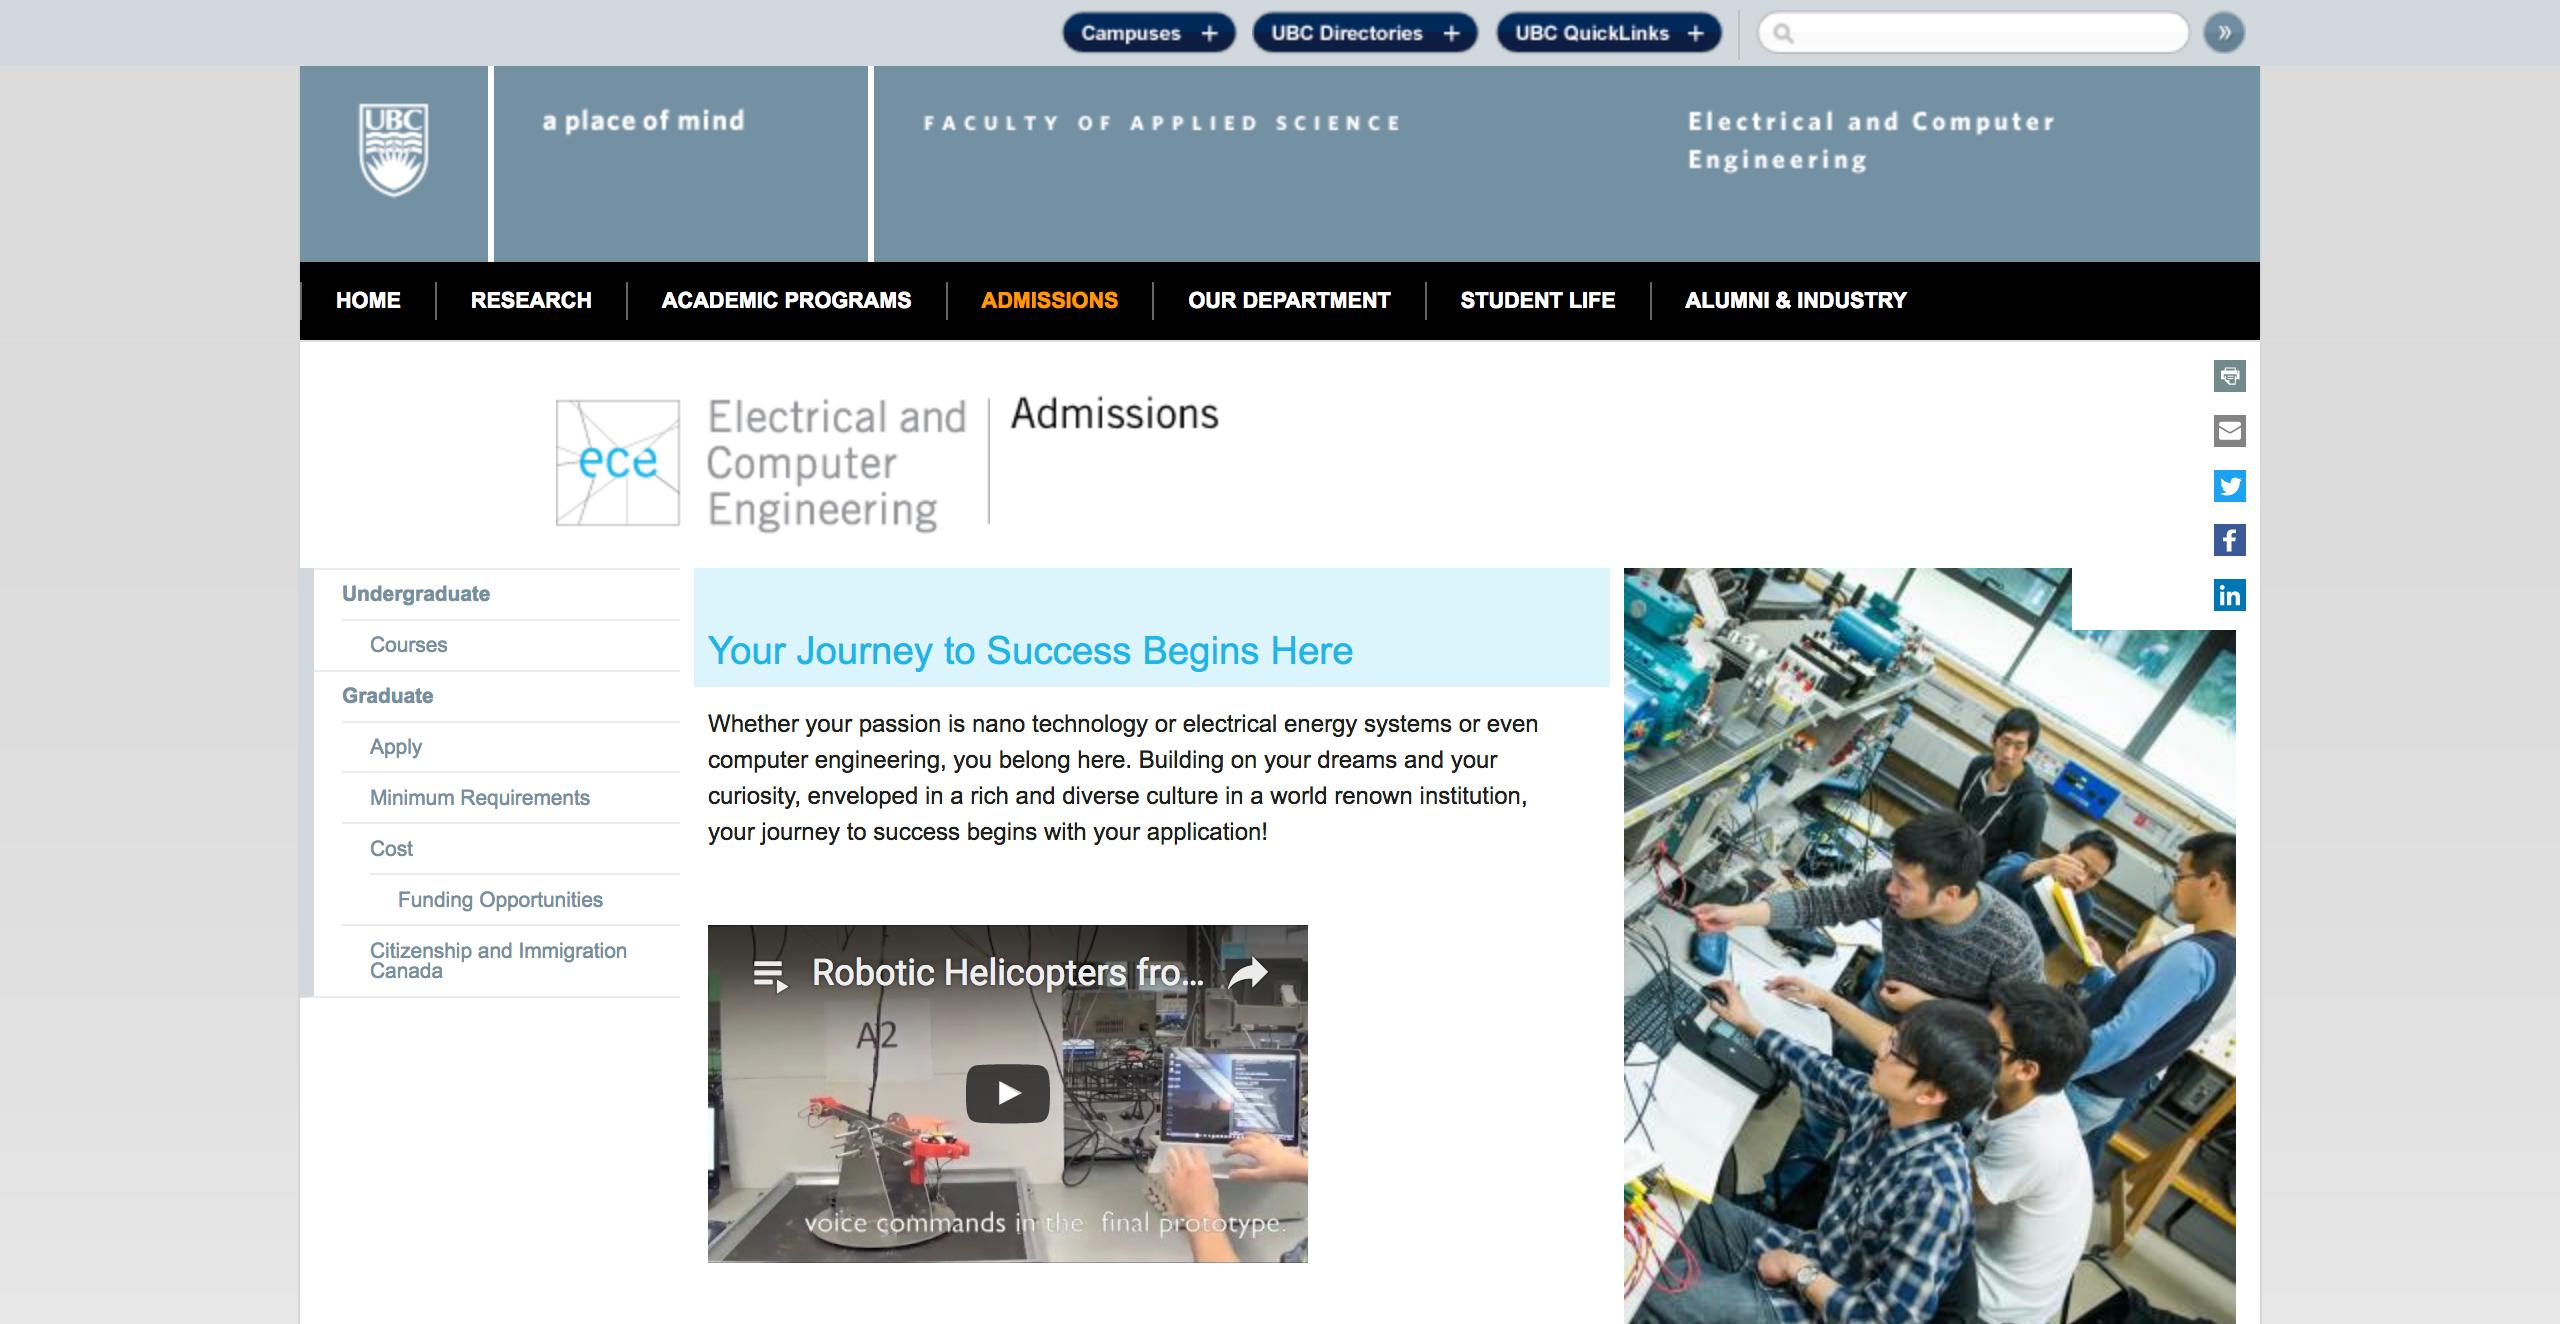 Campuses +
UBC Directories +
UBC QuickLinks +
»
UBC
a place of mind
FACULTY OF APPLIED SCIENCE
Electrical and Computer
Engineering
HOME
RESEARCH
ACADEMIC PROGRAMS
ADMISSIONS
OUR DEPARTMENT
STUDENT LIFE
ALUMNI & INDUSTRY
ece
Electrical and
Computer
Engineering
Admissions
f
in
Undergraduate
Courses
Graduate
Apply
Minimum Requirements
Cost
Funding Opportunities
Citizenship and Immigration
Canada
Your Journey to Success Begins Here
Whether your passion is nano technology or electrical energy systems or even
computer engineering, you belong here. Building on your dreams and your
curiosity, enveloped in a rich and diverse culture in a world renown institution,
your journey to success begins with your application!
Robotic Helicopters fro...
A2
voice commands in the final prototype.